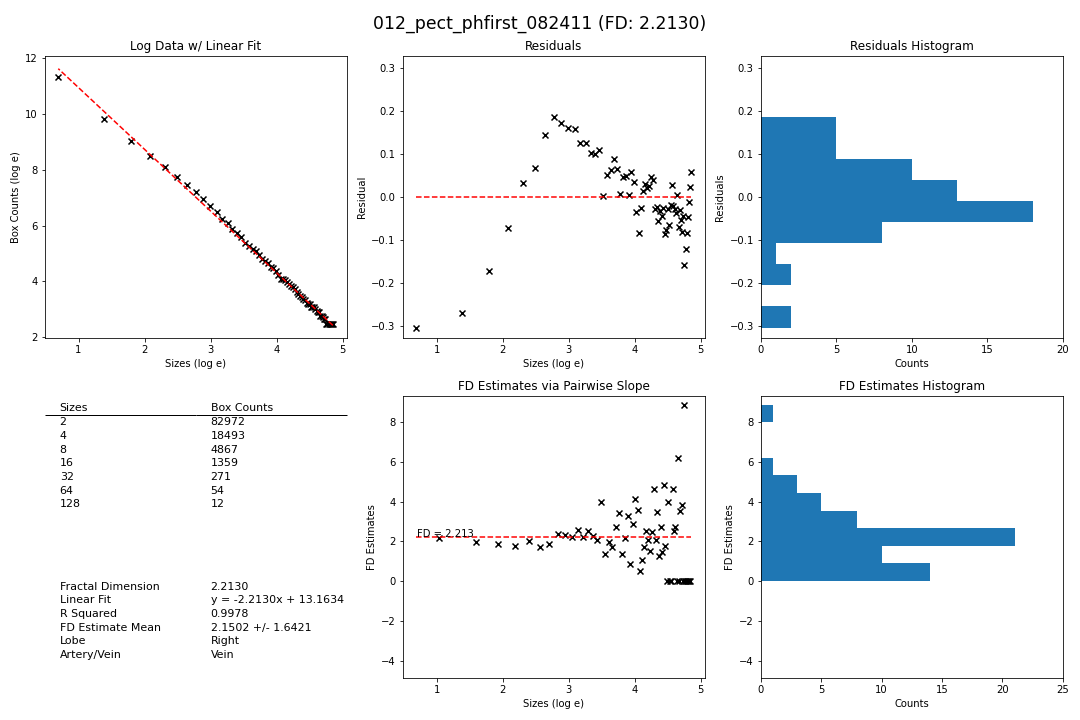 012_pect_phfirst_082411 (FD: 2.2130)
Log Data w/ Linear Fit
Box Counts (log e)
12
10
8
6
4
2
1
2
3
4
5
Sizes (log e)
Residuals
Residual
0.3
0.2
0.1
0.0
−0.1
−0.2
−0.3
1
2
3
4
5
Sizes (log e)
Residuals Histogram
Residuals
0.3
0.2
0.1
0.0
−0.1
−0.2
−0.3
0
5
10
15
20
Counts
Sizes Box Counts
2 82972
4 18493
8 4867
16 1359
32 271
64 54
128 12
Fractal Dimension 2.2130
Linear Fit y = -2.2130x + 13.1634
R Squared 0.9978
FD Estimate Mean 2.1502 +/- 1.6421
Lobe Right
Artery/Vein Vein
FD Estimates via Pairwise Slope
FD Estimates
8
6
4
2
0
−2
−4
FD = 2.213
1
2
3
4
5
Sizes (log e)
FD Estimates Histogram
FD Estimates
8
6
4
2
0
−2
−4
0
5
10
15
20
25
Counts